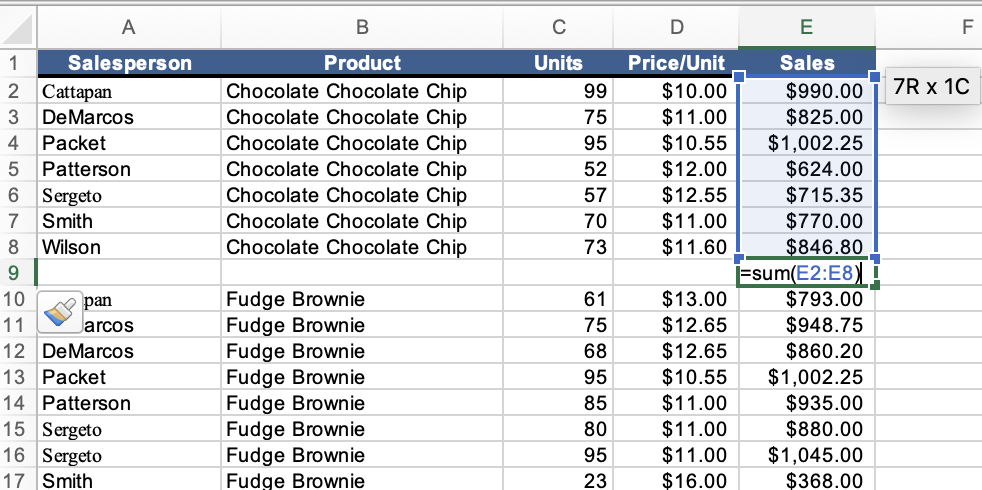 A B C D E F
1 Salesperson Product Units Price/Unit Sales
2 Cattapan Chocolate Chocolate Chip 99 $10.00 $990.00 7R x 1C
3 DeMarcos Chocolate Chocolate Chip 75 $11.00 $825.00
4 Packet Chocolate Chocolate Chip 95 $10.55 $1,002.25
5 Patterson Chocolate Chocolate Chip 52 $12.00 $624.00
6 Sergeto Chocolate Chocolate Chip 57 $12.55 $715.35
7 Smith Chocolate Chocolate Chip 70 $11.00 $770.00
8 Wilson Chocolate Chocolate Chip 73 $11.60 $846.80
9 =sum(E2:E8)
10 pan Fudge Brownie 61 $13.00 $793.00
11 arcos Fudge Brownie 75 $12.65 $948.75
12 DeMarcos Fudge Brownie 68 $12.65 $860.20
13 Packet Fudge Brownie 95 $10.55 $1,002.25
14 Patterson Fudge Brownie 85 $11.00 $935.00
15 Sergeto Fudge Brownie 80 $11.00 $880.00
16 Sergeto Fudge Brownie 95 $11.00 $1,045.00
17 Smith Fudge Brownie 23 $16.00 $368.00